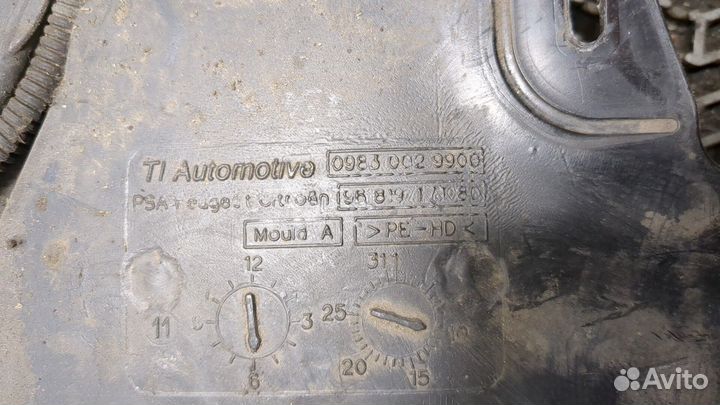 TI Automotive 0983 002 9900
PSA Peugeot Citroën
Mould A >PE-HD<
12 311
11 3 25
6 20 15
Avito